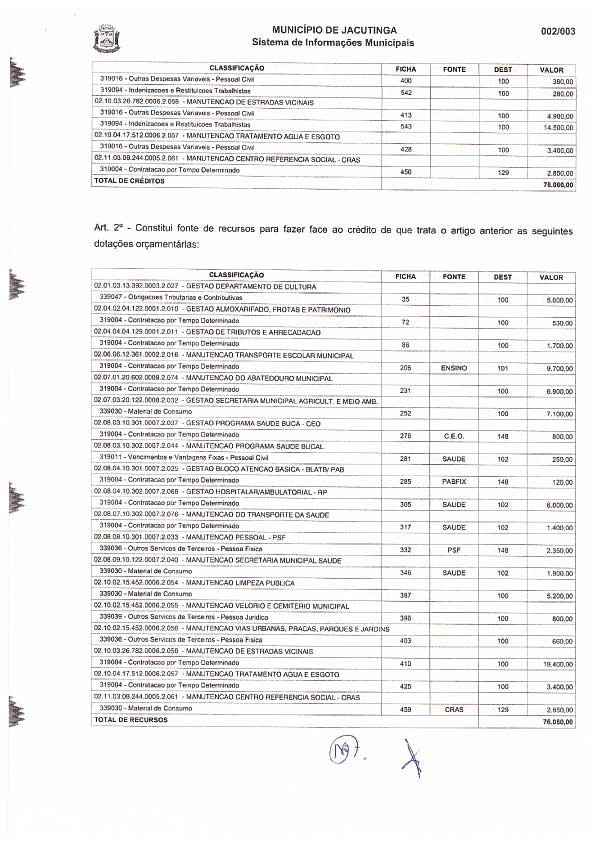 MUNICÍPIO DE JACUTINGA 002/003
Sistema de Informações Municipais
CLASSIFICAÇÃO FICHA FONTE DEST VALOR
319016 - Outras Despesas Variaveis - Pessoal Civil 400 100 380,00
319094 - Indenizacoes e Restituicoes Trabalhistas 542 100 280,00
02.10.03.26.782.0006.2.058 - MANUTENCAO DE ESTRADAS VICINAIS
319016 - Outras Despesas Variaveis - Pessoal Civil 413 100 4.900,00
319094 - Indenizacoes e Restituicoes Trabalhistas 543 100 14.500,00
02.10.04.17.512.0006.2.057 - MANUTENCAO TRATAMENTO AGUA E ESGOTO
319016 - Outras Despesas Variaveis - Pessoal Civil 428 100 3.400,00
02.11.03.08.244.0005.2.061 - MANUTENCAO CENTRO REFERENCIA SOCIAL - CRAS
319004 - Contratacao por Tempo Determinado 456 129 2.850,00
TOTAL DE CRÉDITOS 76.060,00
Art. 2º - Constitui fonte de recursos para fazer face ao crédito de que trata o artigo anterior as seguintes
dotações orçamentárias:
CLASSIFICAÇÃO FICHA FONTE DEST VALOR
02.01.03.13.392.0003.2.027 - GESTAO DEPARTAMENTO DE CULTURA
339047 - Obrigacoes Tributarias e Contributivas 35 100 5.000,00
02.04.02.04.122.0001.2.010 - GESTAO ALMOXARIFADO, FROTAS E PATRIMONIO
319004 - Contratacao por Tempo Determinado 72 100 530,00
02.04.04.04.129.0001.2.011 - GESTAO DE TRIBUTOS E ARRECADACAO
319004 - Contratacao por Tempo Determinado 86 100 1.700,00
02.06.06.12.361.0002.2.016 - MANUTENCAO TRANSPORTE ESCOLAR MUNICIPAL
319004 - Contratacao por Tempo Determinado 206 ENSINO 101 9.700,00
02.07.01.20.602.0008.2.074 - MANUTENCAO DO ABATEDOURO MUNICIPAL
319004 - Contratacao por Tempo Determinado 231 100 6.900,00
02.07.03.20.122.0008.2.032 - GESTAO SECRETARIA MUNICIPAL AGRICULT. E MEIO AMB.
339030 - Material de Consumo 252 100 7.100,00
02.08.03.10.301.0007.2.037 - GESTAO PROGRAMA SAUDE BUCA - CEO
319004 - Contratacao por Tempo Determinado 276 C.E.O. 148 800,00
02.08.03.10.302.0007.2.044 - MANUTENCAO PROGRAMA SAUDE BUCAL
319011 - Vencimentos e Vantagens Fixas - Pessoal Civil 281 SAUDE 102 250,00
02.08.04.10.301.0007.2.035 - GESTAO BLOCO ATENCAO BASICA - BLATB/ PAB
319004 - Contratacao por Tempo Determinado 285 PABFIX 148 120,00
02.08.04.10.302.0007.2.068 - GESTAO HOSPITALAR/AMBULATORIAL - RP
319004 - Contratacao por Tempo Determinado 305 SAUDE 102 6.000,00
02.08.07.10.302.0007.2.076 - MANUTENCAO DO TRANSPORTE DA SAUDE
319004 - Contratacao por Tempo Determinado 317 SAUDE 102 1.400,00
02.08.08.10.301.0007.2.033 - MANUTENCAO PESSOAL - PSF
339036 - Outros Servicos de Terceiros - Pessoa Fisica 332 PSF 148 2.350,00
02.08.09.10.122.0007.2.040 - MANUTENCAO SECRETARIA MUNICIPAL SAUDE
339030 - Material de Consumo 346 SAUDE 102 1.900,00
02.10.02.15.452.0006.2.054 - MANUTENCAO LIMPEZA PUBLICA
339030 - Material de Consumo 387 100 5.200,00
02.10.02.15.452.0006.2.055 - MANUTENCAO VELORIO E CEMITERIO MUNICIPAL
339039 - Outros Servicos de Terceiros - Pessoa Juridica 396 100 800,00
02.10.02.15.452.0006.2.056 - MANUTENCAO VIAS URBANAS, PRACAS, PARQUES E JARDINS
339036 - Outros Servicos de Terceiros - Pessoa Fisica 403 100 660,00
02.10.03.26.782.0006.2.058 - MANUTENCAO DE ESTRADAS VICINAIS
319004 - Contratacao por Tempo Determinado 410 100 19.400,00
02.10.04.17.512.0006.2.057 - MANUTENCAO TRATAMENTO AGUA E ESGOTO
319004 - Contratacao por Tempo Determinado 425 100 3.400,00
02.11.03.08.244.0005.2.061 - MANUTENCAO CENTRO REFERENCIA SOCIAL - CRAS
339030 - Material de Consumo 459 CRAS 129 2.850,00
TOTAL DE RECURSOS 76.060,00